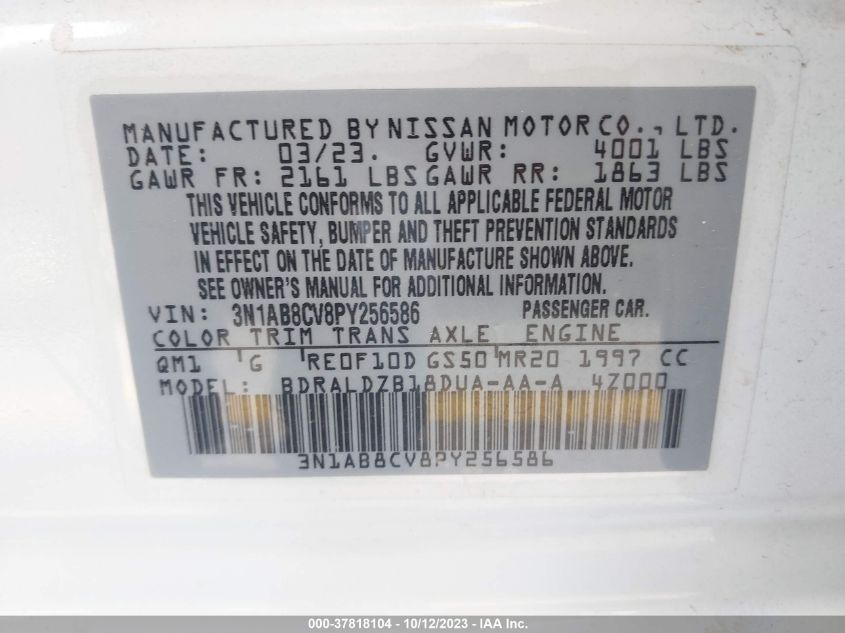 MANUFACTURED BY NISSAN MOTOR CO., LTD.
DATE: 03/23. GVWR: 4001 LBS
GAWR FR: 2161 LBS GAWR RR: 1863 LBS
THIS VEHICLE CONFORMS TO ALL APPLICABLE FEDERAL MOTOR
VEHICLE SAFETY, BUMPER AND THEFT PREVENTION STANDARDS
IN EFFECT ON THE DATE OF MANUFACTURE SHOWN ABOVE.
SEE OWNER'S MANUAL FOR ADDITIONAL INFORMATION.
VIN: 3N1AB8CV8PY256586 PASSENGER CAR.
COLOR TRIM TRANS AXLE ENGINE
QM1 G RE0F10D GS50 MR20 1997 CC
MODEL: BDRALDZB18DUA-AA-A 4Z000
3N1AB8CV8PY256586
000-37818104 - 10/12/2023 - IAA Inc.